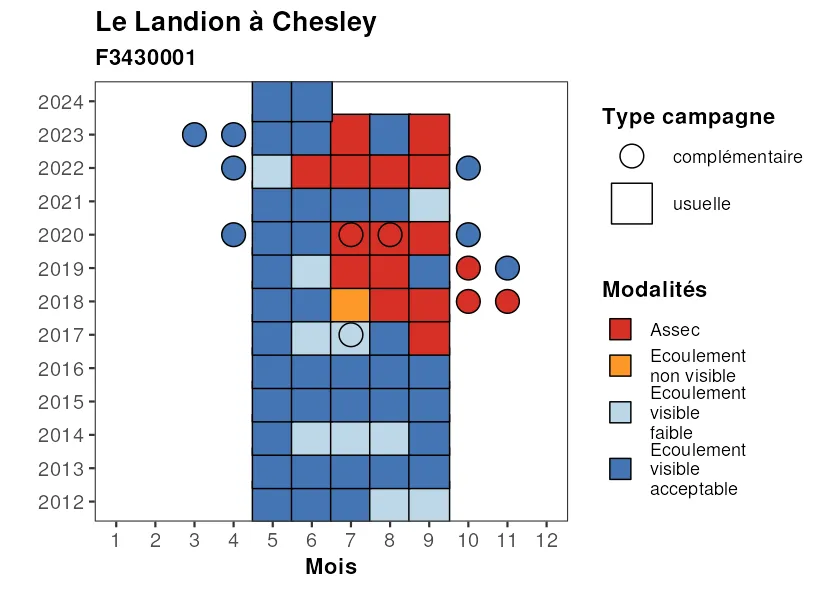 Le Landion à Chesley
F3430001
2024
2023
2022
2021
2020
2019
2018
2017
2016
2015
2014
2013
2012
1 2 3 4 5 6 7 8 9 10 11 12
Mois
Type campagne
complémentaire
usuelle
Modalités
Assec
Ecoulement
non visible
Ecoulement
visible
faible
Ecoulement
visible
acceptable